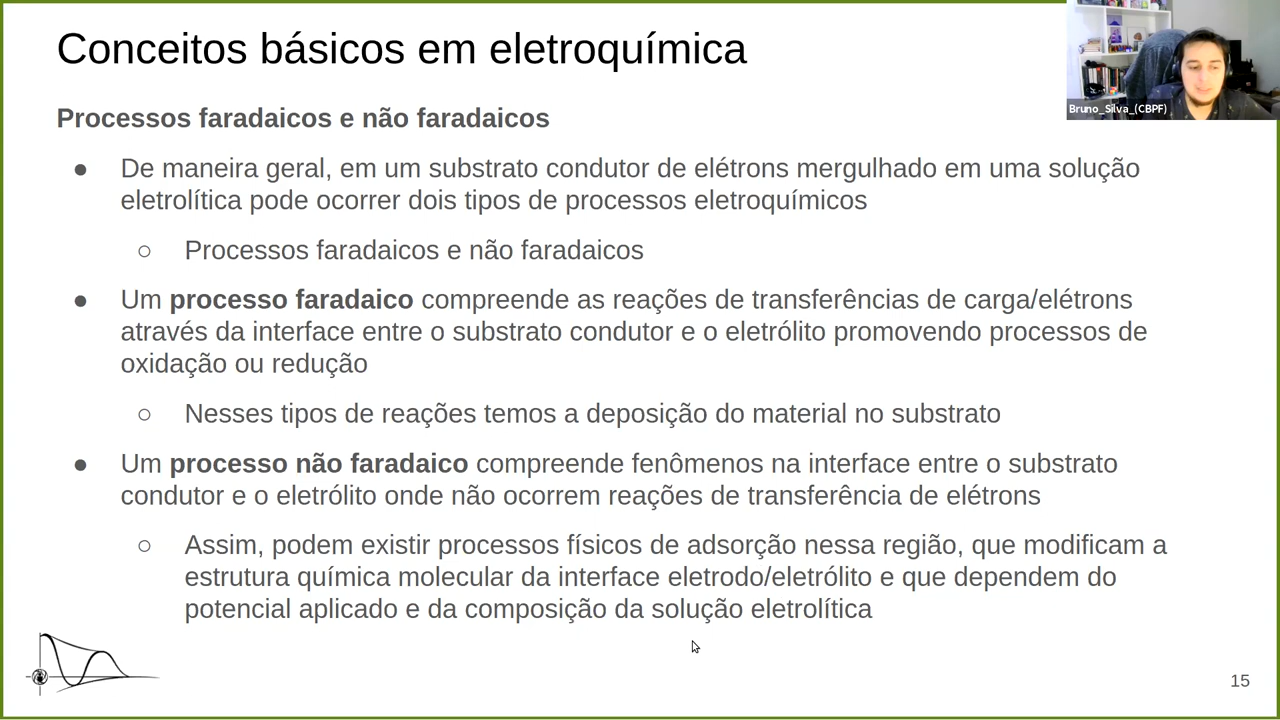 Conceitos básicos em eletroquímica
Bruno_Silva_(CBPF)
Processos faradaicos e não faradaicos
● De maneira geral, em um substrato condutor de elétrons mergulhado em uma solução
eletrolítica pode ocorrer dois tipos de processos eletroquímicos
○ Processos faradaicos e não faradaicos
● Um processo faradaico compreende as reações de transferências de carga/elétrons
através da interface entre o substrato condutor e o eletrólito promovendo processos de
oxidação ou redução
○ Nesses tipos de reações temos a deposição do material no substrato
● Um processo não faradaico compreende fenômenos na interface entre o substrato
condutor e o eletrólito onde não ocorrem reações de transferência de elétrons
○ Assim, podem existir processos físicos de adsorção nessa região, que modificam a
estrutura química molecular da interface eletrodo/eletrólito e que dependem do
potencial aplicado e da composição da solução eletrolítica
15